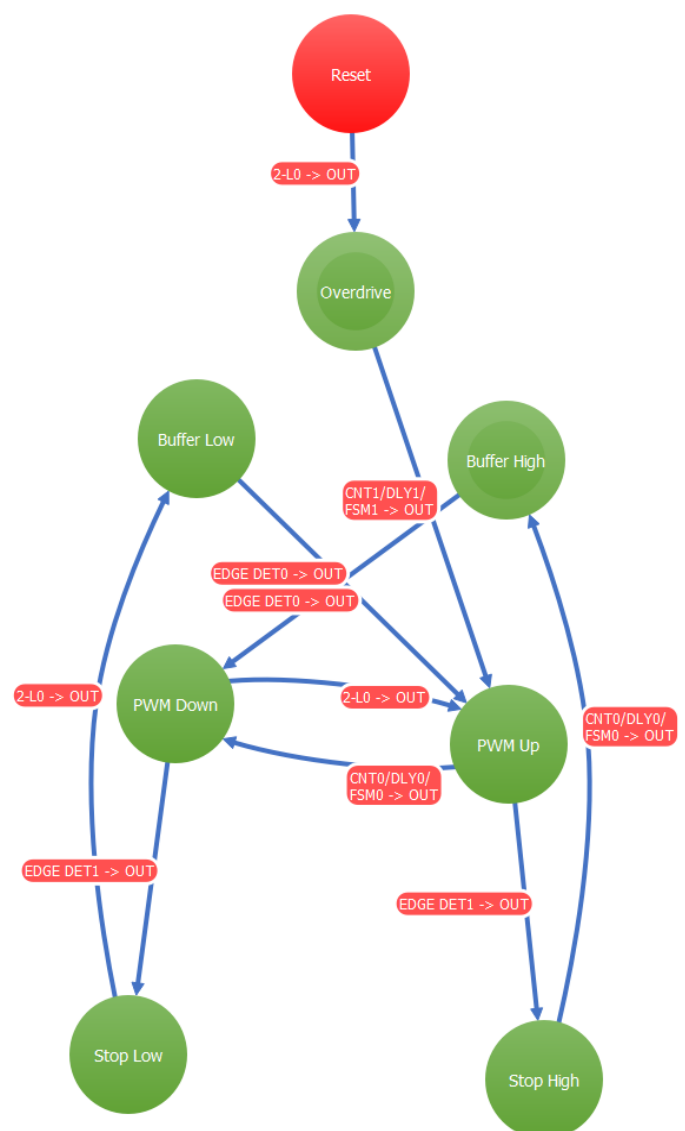 Reset
2-L0 -> OUT
Overdrive
Buffer Low
Buffer High
CNT1/DLY1/
FSM1 -> OUT
EDGE DET0 -> OUT
EDGE DET0 -> OUT
PWM Down
2-L0 -> OUT
2-L0 -> OUT
PWM Up
CNT0/DLY0/
FSM0 -> OUT
CNT0/DLY0/
FSM0 -> OUT
EDGE DET1 -> OUT
EDGE DET1 -> OUT
Stop Low
Stop High